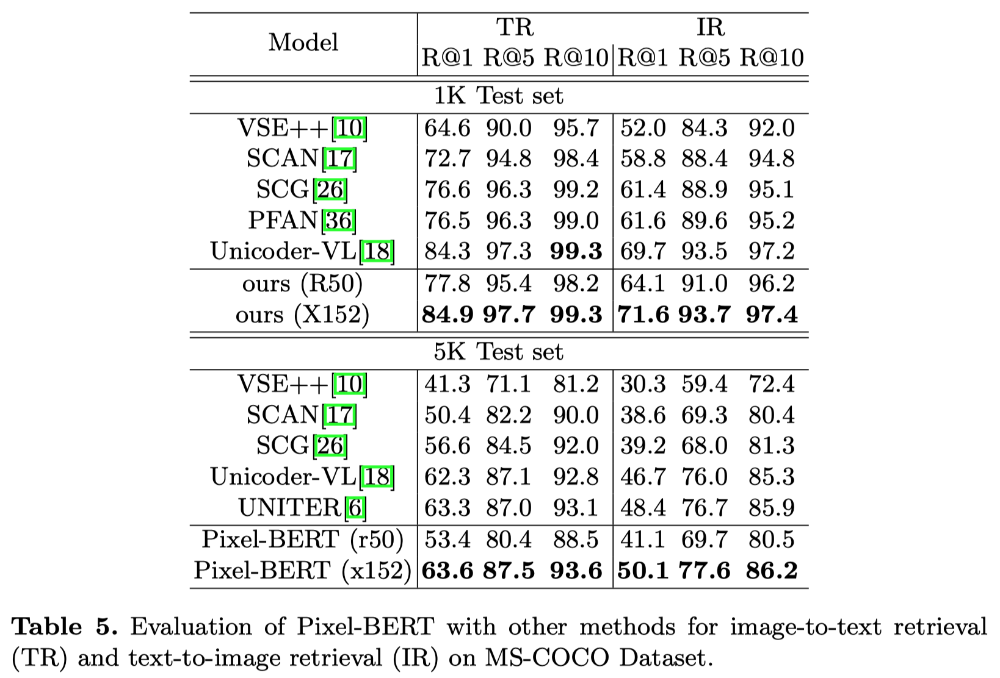 Model TR IR
R@1 R@5 R@10 R@1 R@5 R@10
1K Test set
VSE++[10] 64.6 90.0 95.7 52.0 84.3 92.0
SCAN[17] 72.7 94.8 98.4 58.8 88.4 94.8
SCG[26] 76.6 96.3 99.2 61.4 88.9 95.1
PFAN[36] 76.5 96.3 99.0 61.6 89.6 95.2
Unicoder-VL[18] 84.3 97.3 99.3 69.7 93.5 97.2
ours (R50) 77.8 95.4 98.2 64.1 91.0 96.2
ours (X152) 84.9 97.7 99.3 71.6 93.7 97.4
5K Test set
VSE++[10] 41.3 71.1 81.2 30.3 59.4 72.4
SCAN[17] 50.4 82.2 90.0 38.6 69.3 80.4
SCG[26] 56.6 84.5 92.0 39.2 68.0 81.3
Unicoder-VL[18] 62.3 87.1 92.8 46.7 76.0 85.3
UNITER[6] 63.3 87.0 93.1 48.4 76.7 85.9
Pixel-BERT (r50) 53.4 80.4 88.5 41.1 69.7 80.5
Pixel-BERT (x152) 63.6 87.5 93.6 50.1 77.6 86.2
Table 5. Evaluation of Pixel-BERT with other methods for image-to-text retrieval
(TR) and text-to-image retrieval (IR) on MS-COCO Dataset.